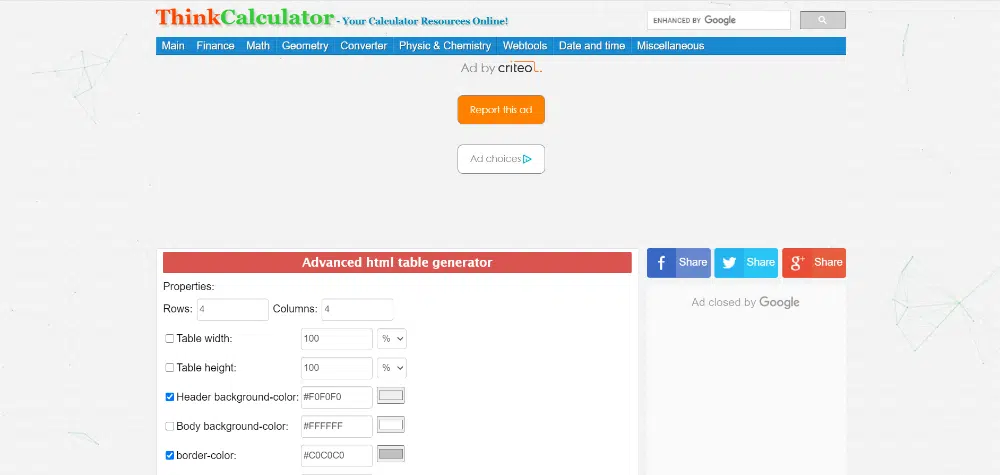 ThinkCalculator - Your Calculator Resources Online!
ENHANCED BY Google
Main Finance Math Geometry Converter Physic & Chemistry Webtools Date and time Miscellaneous
Ad by criteo
Report this ad
Ad choices
Advanced html table generator
f Share Share g+ Share
Properties:
Rows: 4 Columns: 4
Ad closed by Google
Table width: 100 %
Table height: 100 %
Header background-color: #F0F0F0
Body background-color: #FFFFFF
border-color: #C0C0C0